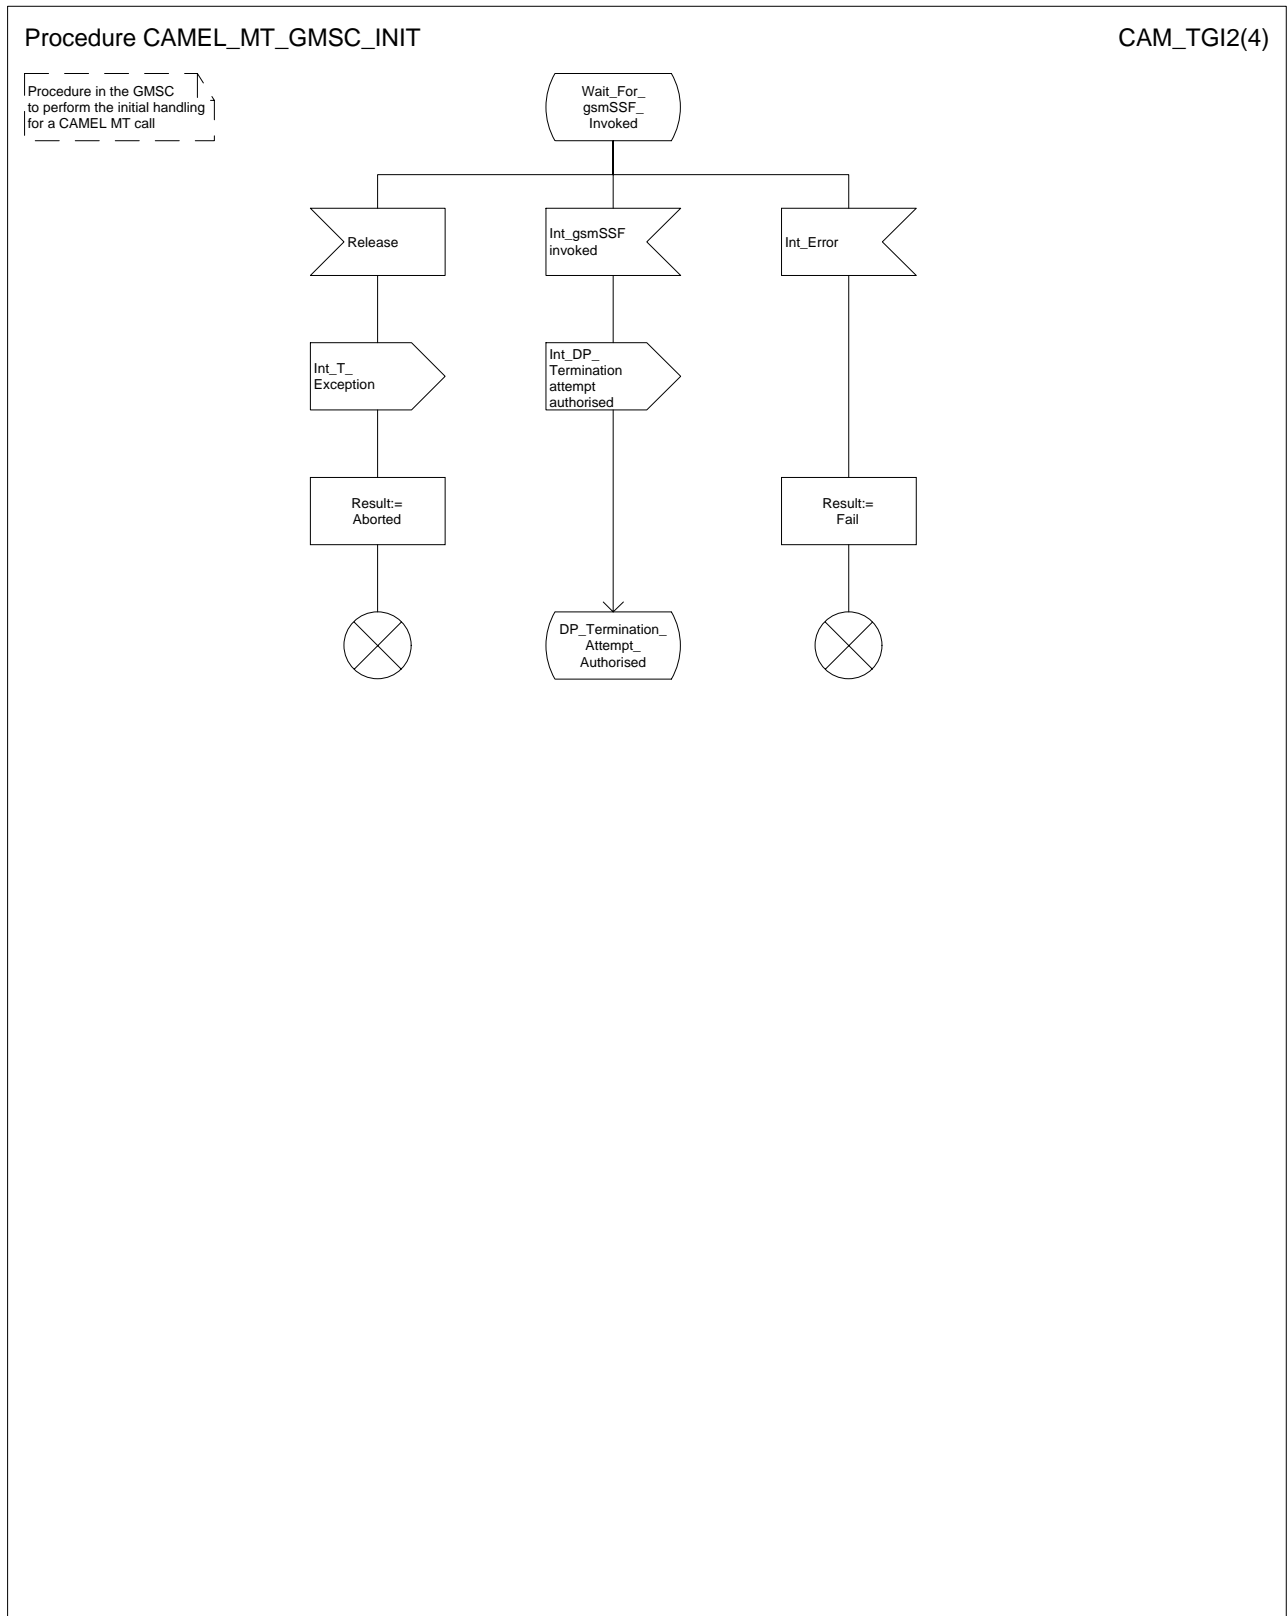 Procedure CAMEL_MT_GMSC_INIT
CAM_TGI2(4)
Procedure in the GMSC
to perform the initial handling
for a CAMEL MT call
Wait_For_
gsmSSF_
Invoked
Release
Int_gsmSSF
invoked
Int_Error
Int_T_
Exception
Int_DP_
Termination
attempt
authorised
Result:=
Aborted
Result:=
Fail
DP_Termination_
Attempt_
Authorised